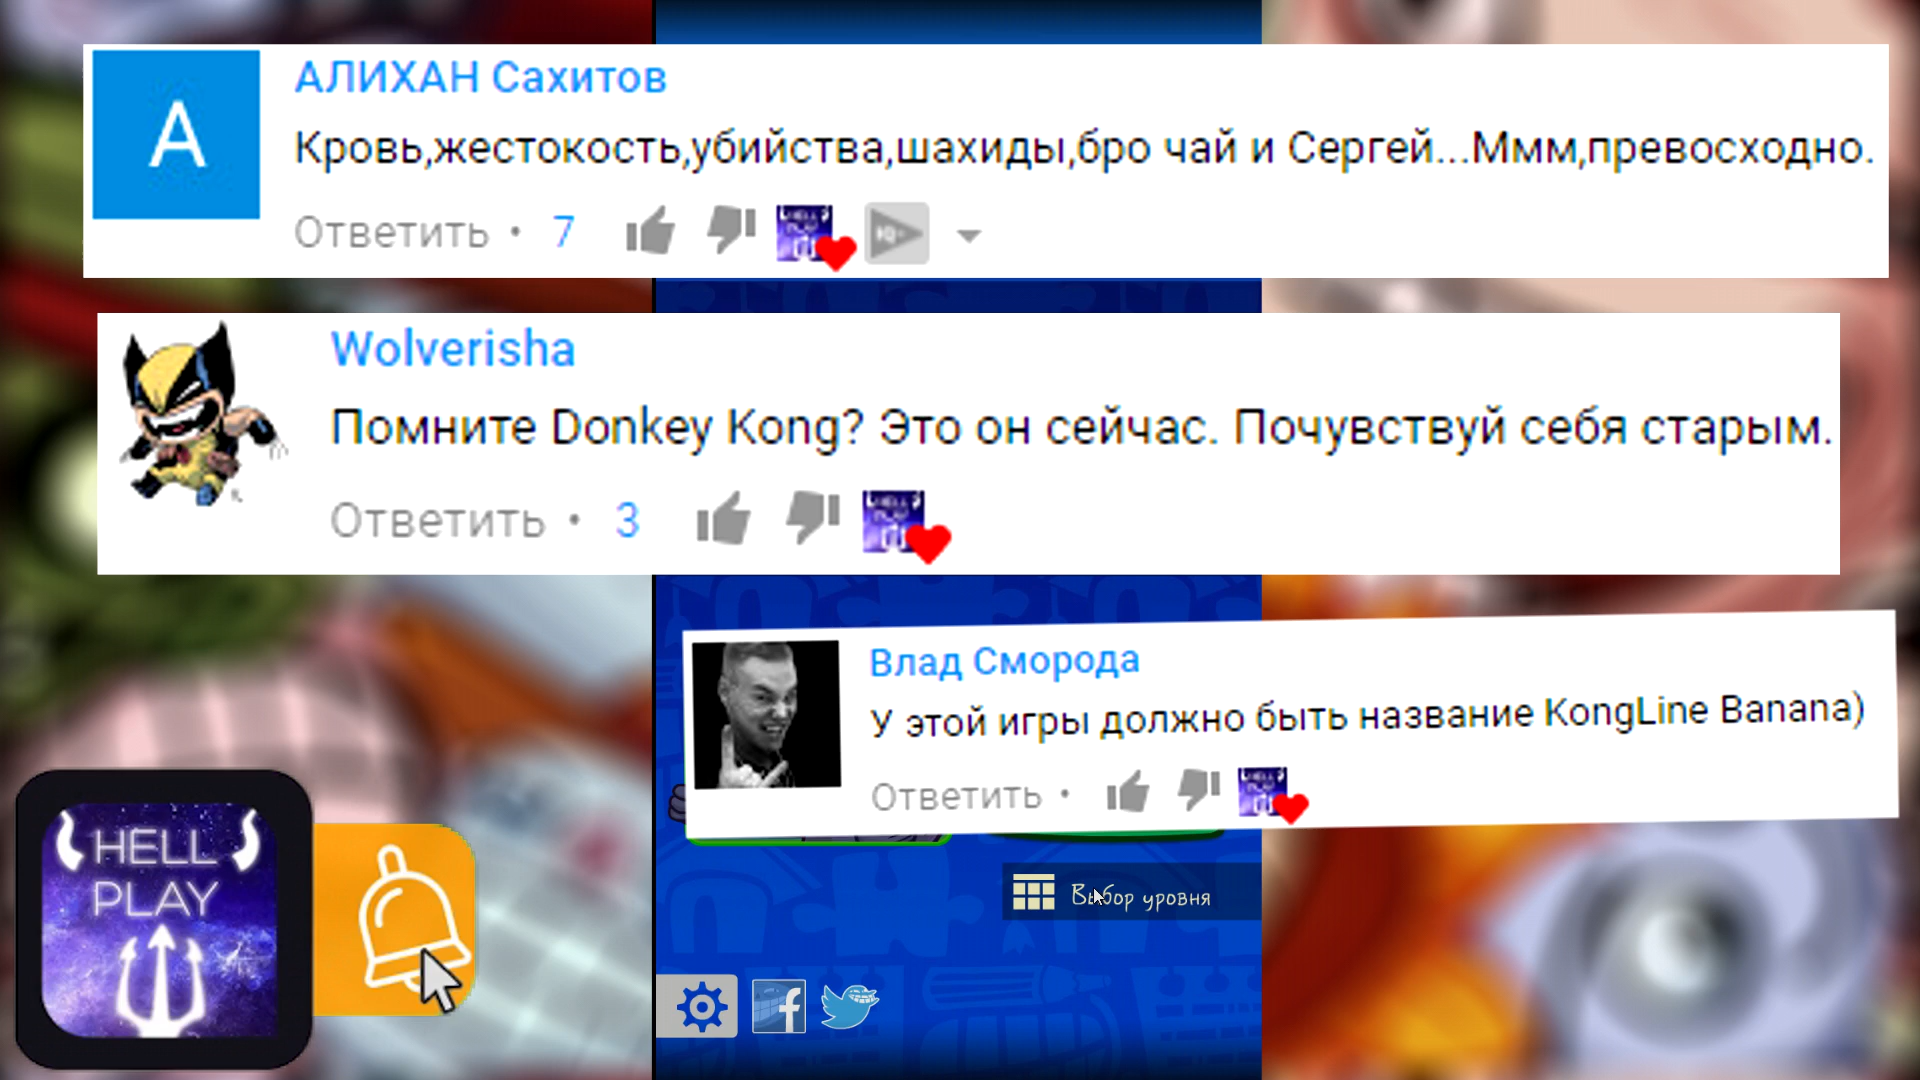 A
АЛИХАН Сахитов
Кровь,жестокость,убийства,шахиды,бро чай и Сергей...Ммм,превосходно.
Ответить • 7
Wolverisha
Помните Donkey Kong? Это он сейчас. Почувствуй себя старым.
Ответить • 3
Влад Сморода
У этой игры должно быть название KongLine Banana)
Ответить •
Выбор уровня
HELL
PLAY
f